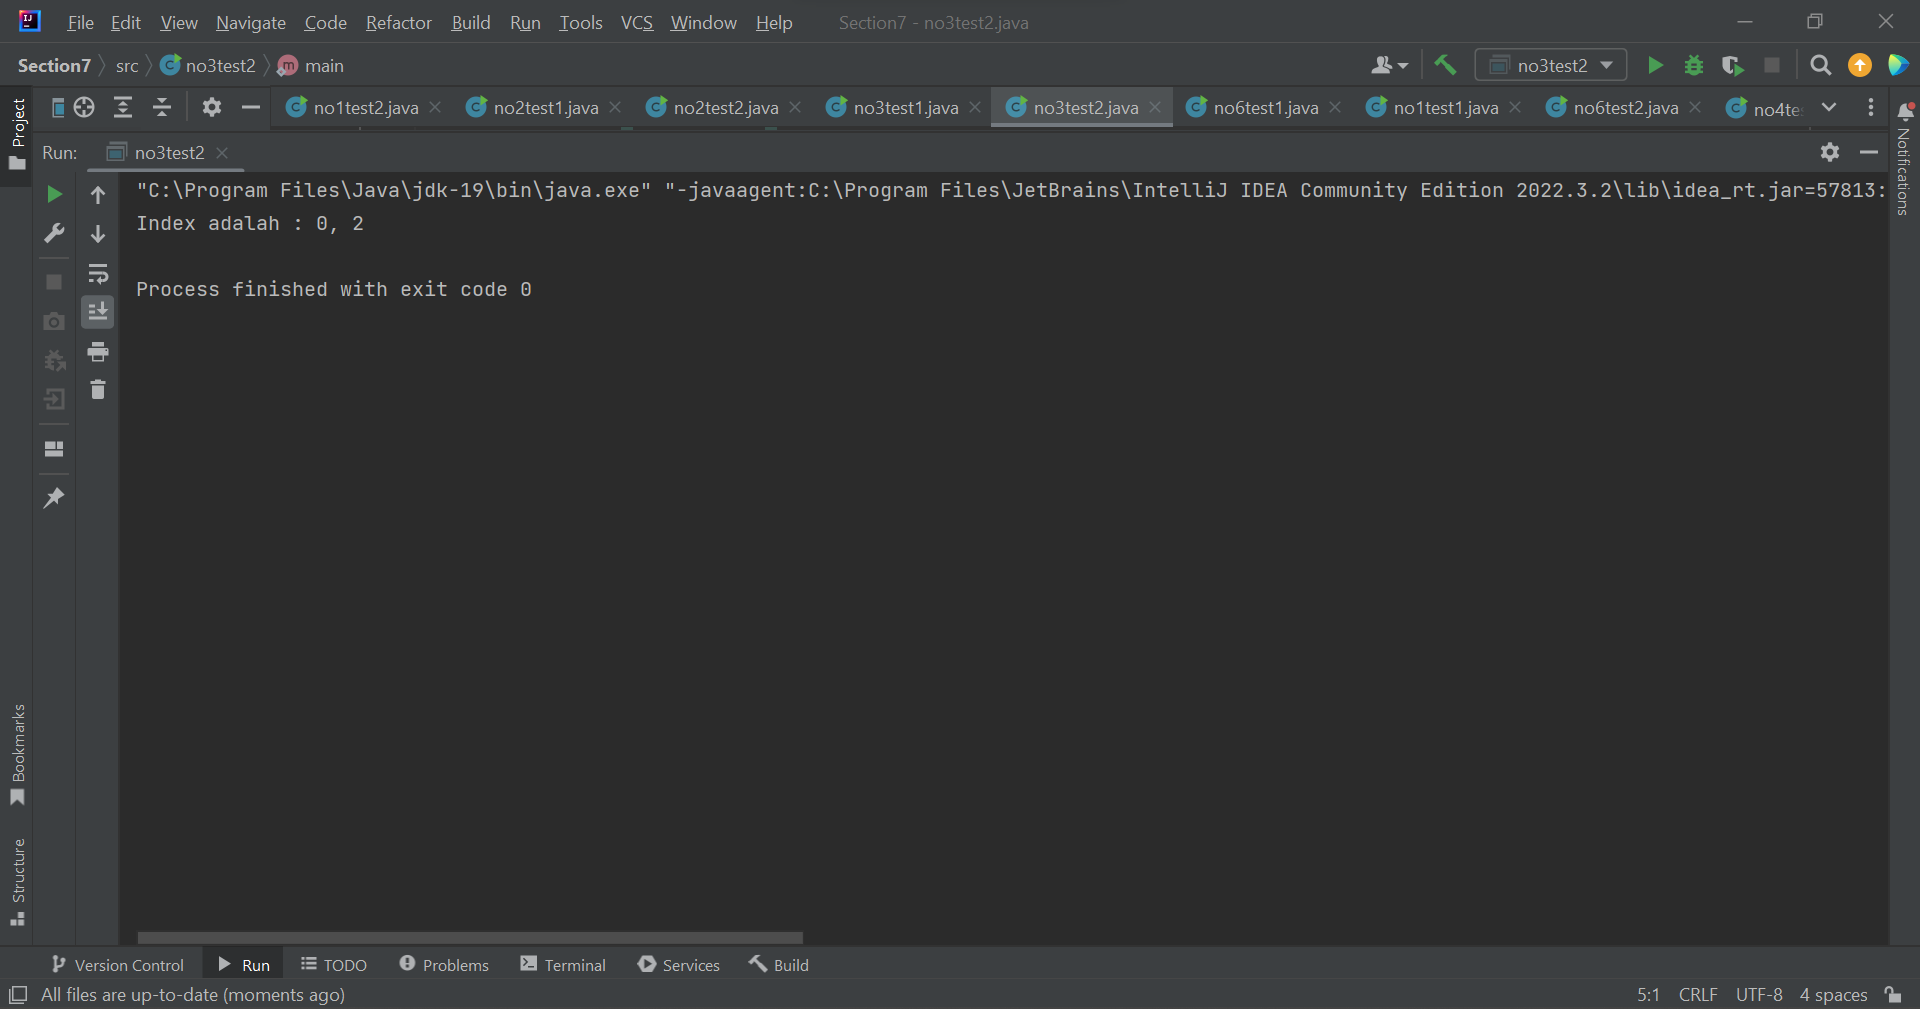 File Edit View Navigate Code Refactor Build Run Tools VCS Window Help Section7 - no3test2.java
Section7 src no3test2 main no3test2
Project
no1test2.java no2test1.java no2test2.java no3test1.java no3test2.java no6test1.java no1test1.java no6test2.java no4te
Notifications
Run: no3test2
"C:\Program Files\Java\jdk-19\bin\java.exe" "-javaagent:C:\Program Files\JetBrains\IntelliJ IDEA Community Edition 2022.3.2\lib\idea_rt.jar=57813:
Index adalah : 0, 2
Process finished with exit code 0
Bookmarks
Structure
Version Control Run TODO Problems Terminal Services Build
All files are up-to-date (moments ago) 5:1 CRLF UTF-8 4 spaces